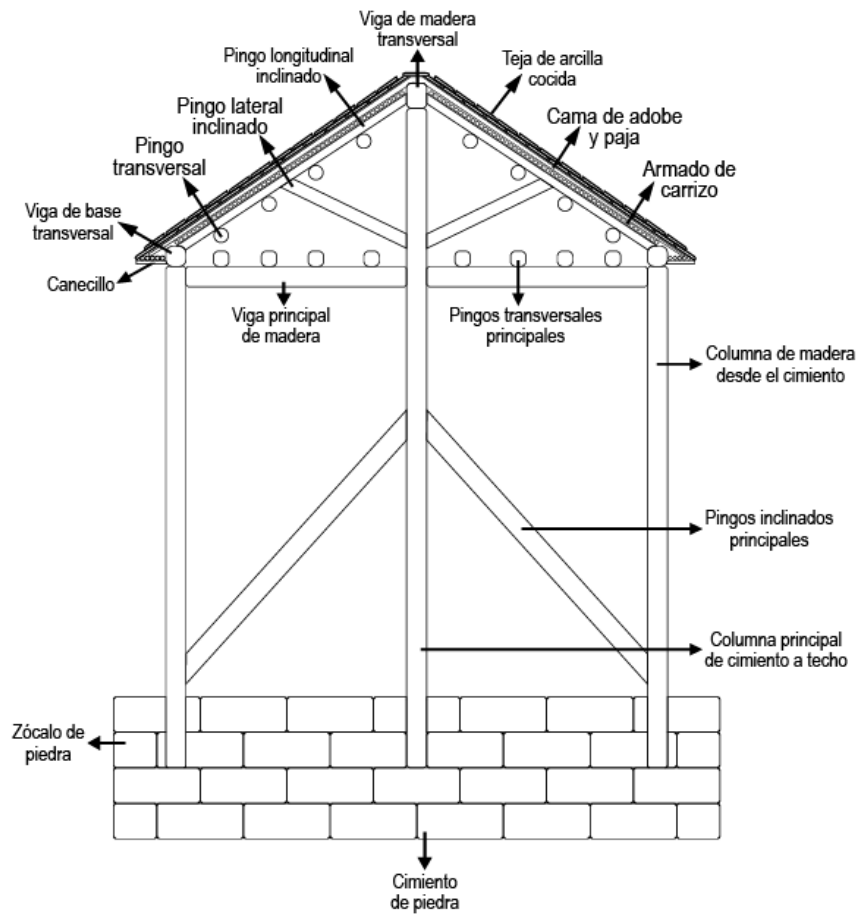 Viga de madera
transversal
Pingo longitudinal
inclinado
Teja de arcilla
cocida
Pingo lateral
inclinado
Cama de adobe
y paja
Pingo
transversal
Armado de
carrizo
Viga de base
transversal
Canecillo
Viga principal
de madera
Pingos transversales
principales
Columna de madera
desde el cimiento
Pingos inclinados
principales
Columna principal
de cimiento a techo
Zócalo de
piedra
Cimiento
de piedra